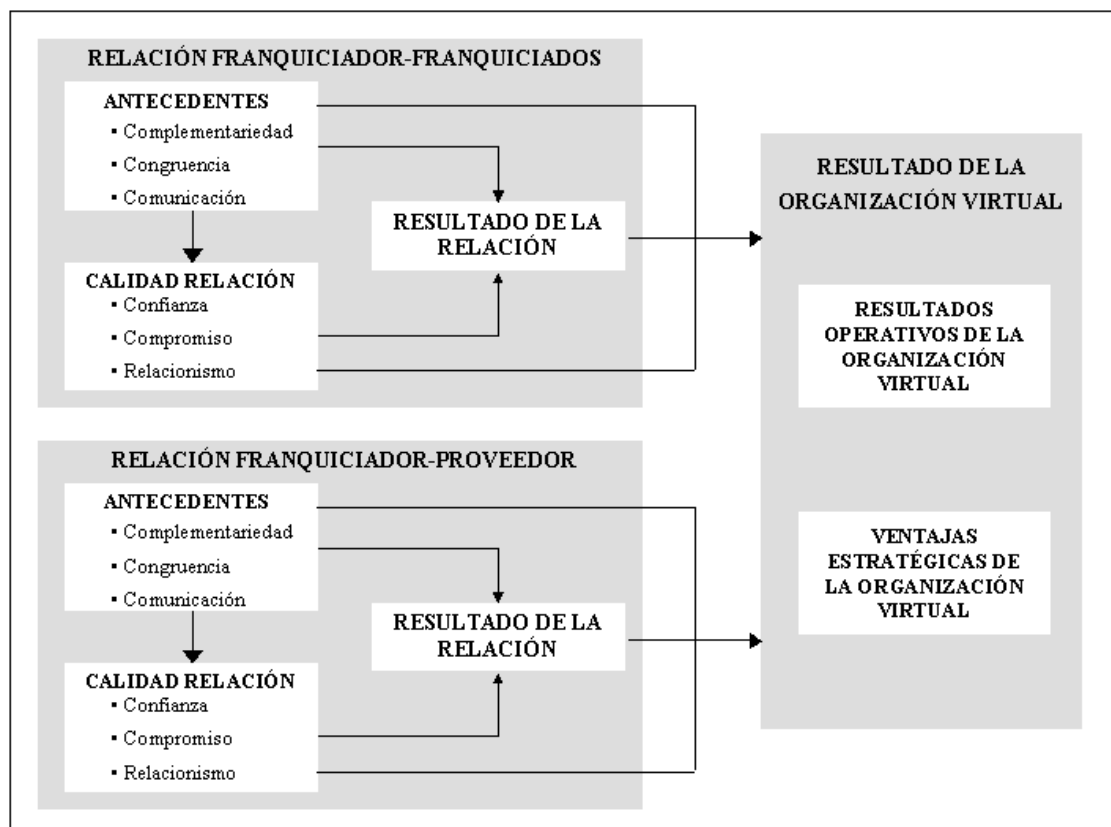 RELACIÓN FRANQUICIADOR-FRANQUICIADOS
ANTECEDENTES
▪ Complementariedad
▪ Congruencia
▪ Comunicación
CALIDAD RELACIÓN
▪ Confianza
▪ Compromiso
▪ Relacionismo
RESULTADO DE LA
RELACIÓN
RELACIÓN FRANQUICIADOR-PROVEEDOR
ANTECEDENTES
▪ Complementariedad
▪ Congruencia
▪ Comunicación
CALIDAD RELACIÓN
▪ Confianza
▪ Compromiso
▪ Relacionismo
RESULTADO DE LA
RELACIÓN
RESULTADO DE LA
ORGANIZACIÓN VIRTUAL
RESULTADOS
OPERATIVOS DE LA
ORGANIZACIÓN
VIRTUAL
VENTAJAS
ESTRATÉGICAS DE
LA ORGANIZACIÓN
VIRTUAL